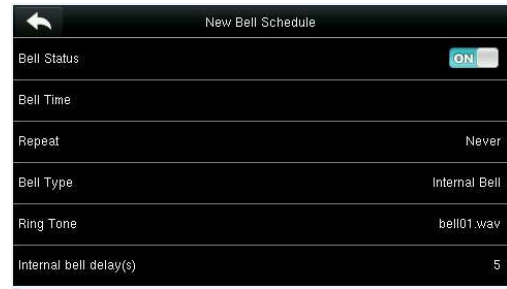 New Bell Schedule
Bell Status ON
Bell Time
Repeat Never
Bell Type Internal Bell
Ring Tone bell01.wav
Internal bell delay(s) 5